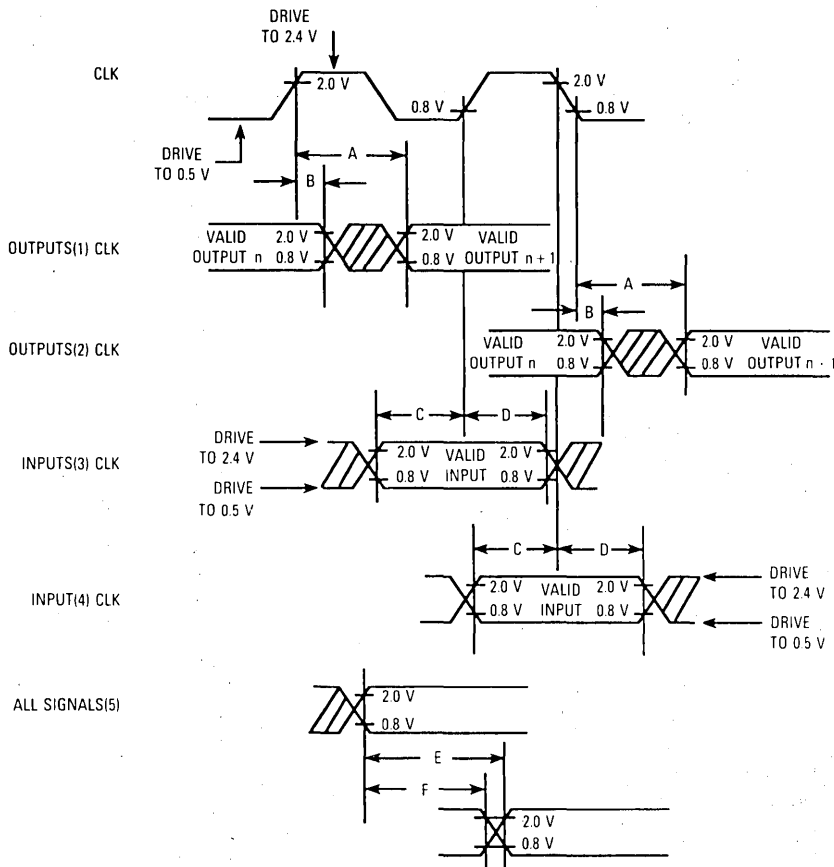 DRIVE
TO 2.4 V
CLK
2.0 V
0.8 V
2.0 V
0.8 V
DRIVE
TO 0.5 V
A
B
OUTPUTS(1) CLK
VALID
OUTPUT n
2.0 V
0.8 V
2.0 V
0.8 V
VALID
OUTPUT n + 1
A
B
OUTPUTS(2) CLK
VALID
OUTPUT n
2.0 V
0.8 V
2.0 V
0.8 V
VALID
OUTPUT n · 1
C
D
INPUTS(3) CLK
DRIVE
TO 2.4 V
DRIVE
TO 0.5 V
2.0 V
0.8 V
VALID
INPUT
2.0 V
0.8 V
C
D
INPUT(4) CLK
2.0 V
0.8 V
VALID
INPUT
2.0 V
0.8 V
DRIVE
TO 2.4 V
DRIVE
TO 0.5 V
ALL SIGNALS(5)
2.0 V
0.8 V
E
F
2.0 V
0.8 V